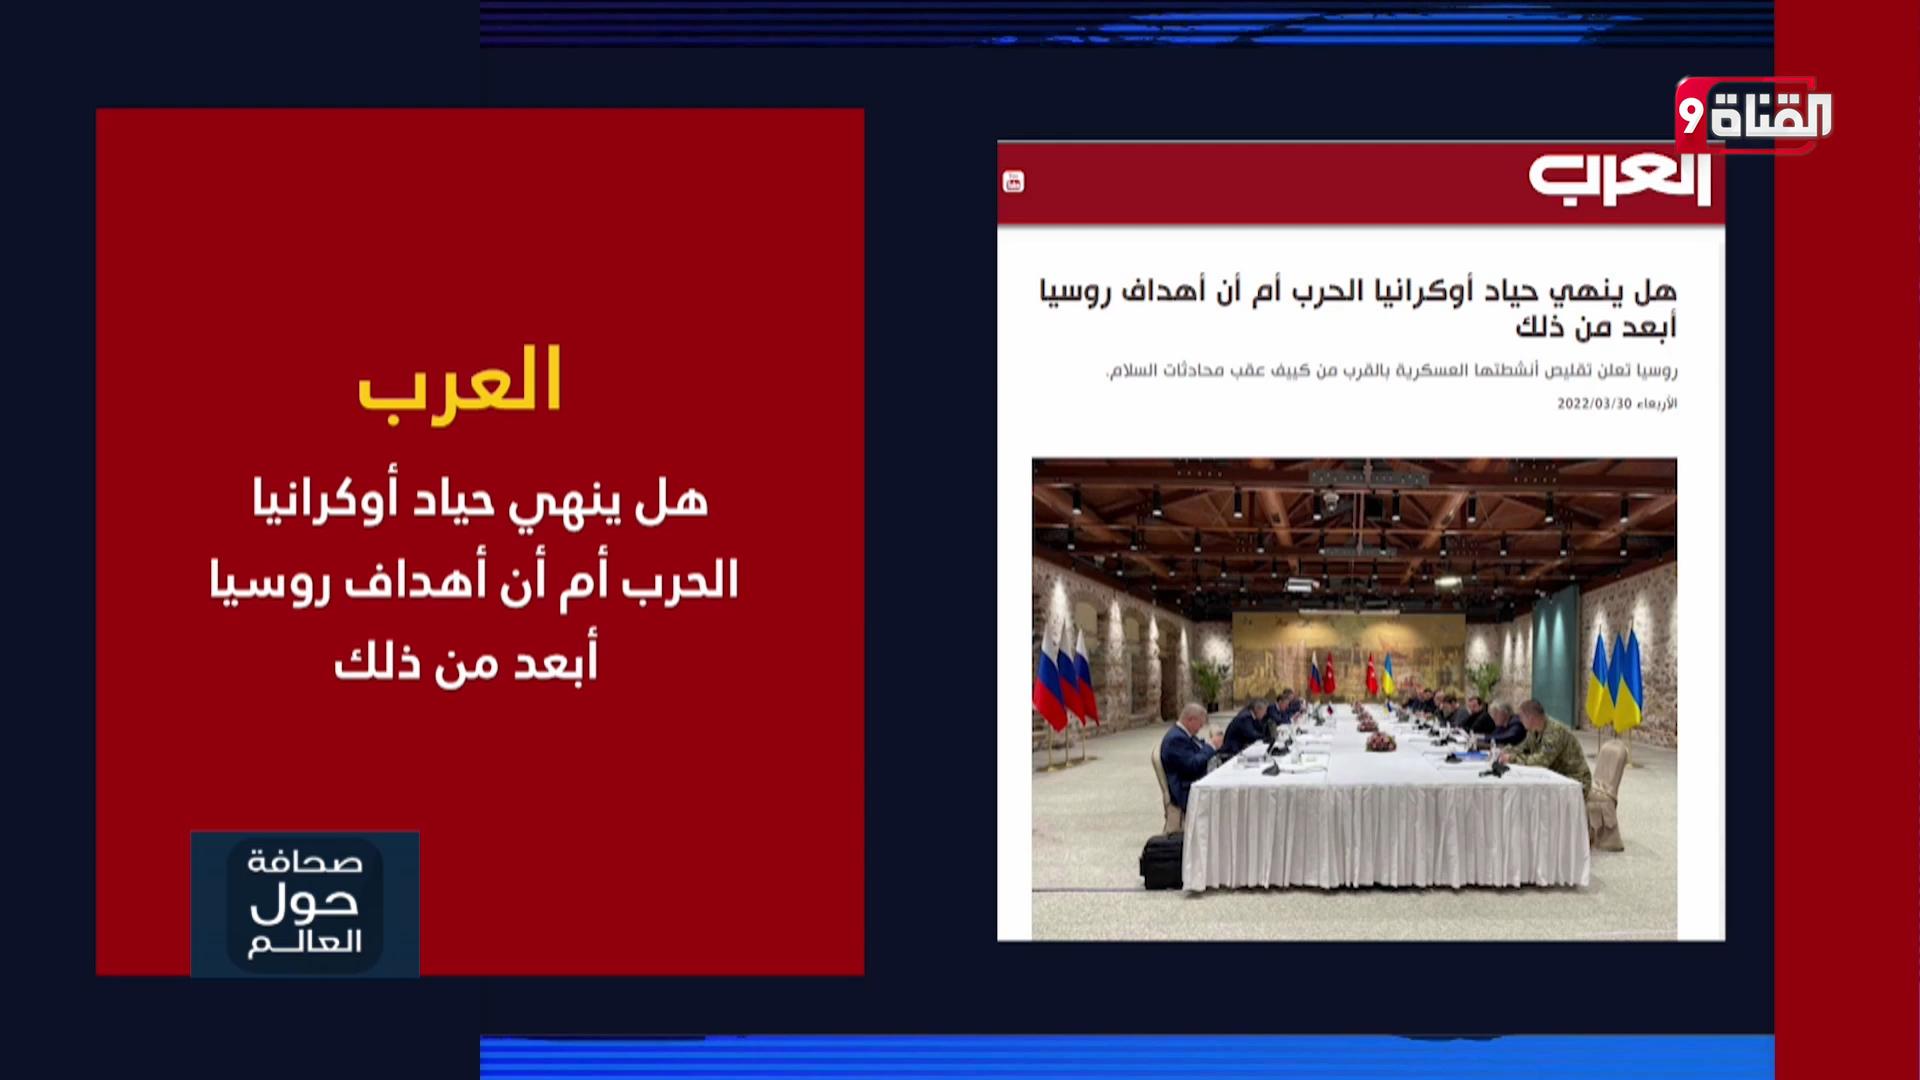 القناة 9
العرب
هل ينهي حياد أوكرانيا الحرب أم أن أهداف روسيا
أبعد من ذلك
روسيا تعلن تقليص أنشطتها العسكرية بالقرب من كييف عقب محادثات السلام.
الأربعاء 2022/03/30
العرب
هل ينهي حياد أوكرانيا
الحرب أم أن أهداف روسيا
أبعد من ذلك
صحافة
حول
العالم